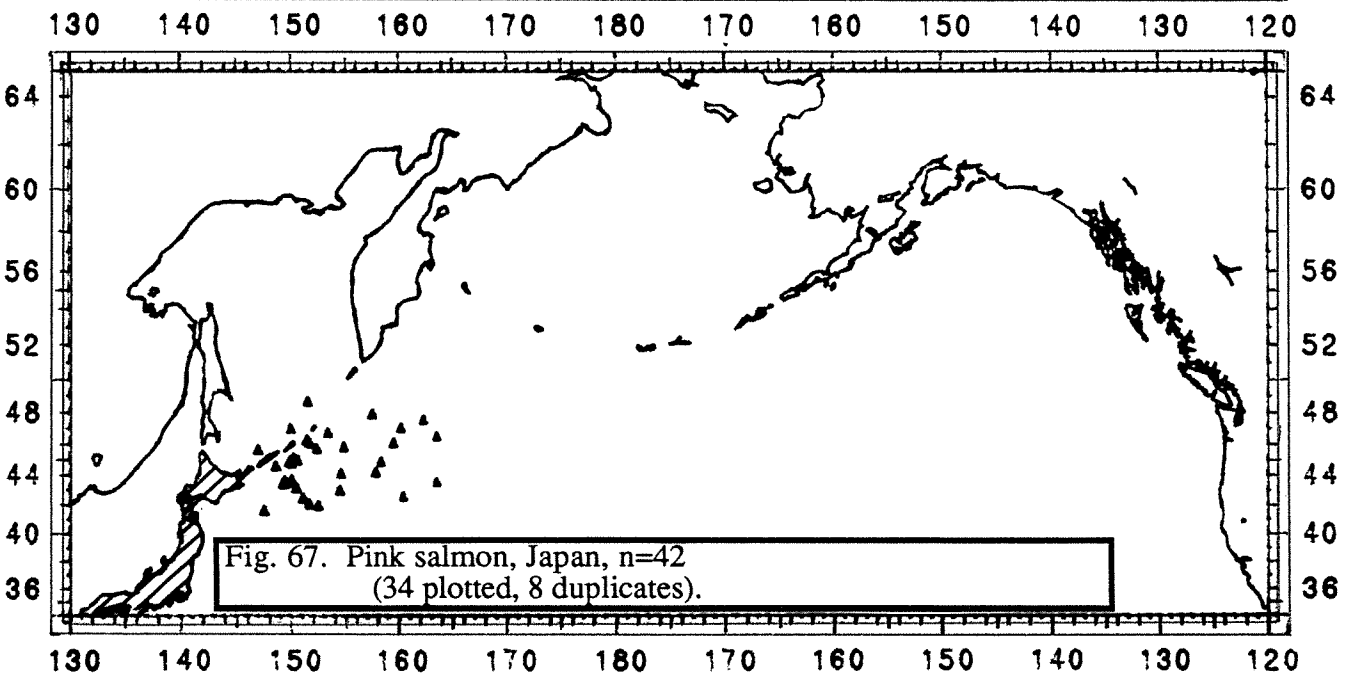 130 140 150 160 170 180 170 160 150 140 130 120
64 64
60 60
56 56
52 52
48 48
44 44
40 40
Fig. 67. Pink salmon, Japan, n=42
(34 plotted, 8 duplicates).
36 36
130 140 150 160 170 180 170 160 150 140 130 120